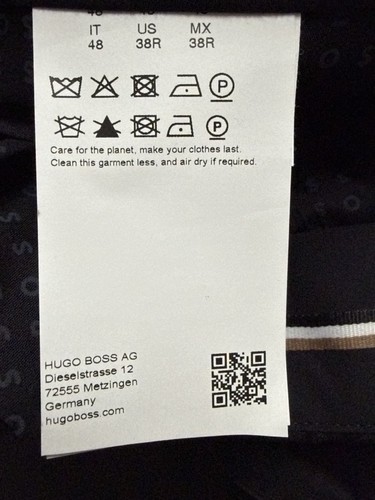 IT US MX
48 38R 38R
P
P
Care for the planet, make your clothes last.
Clean this garment less, and air dry if required.
HUGO BOSS AG
Dieselstrasse 12
72555 Metzingen
Germany
hugoboss.com